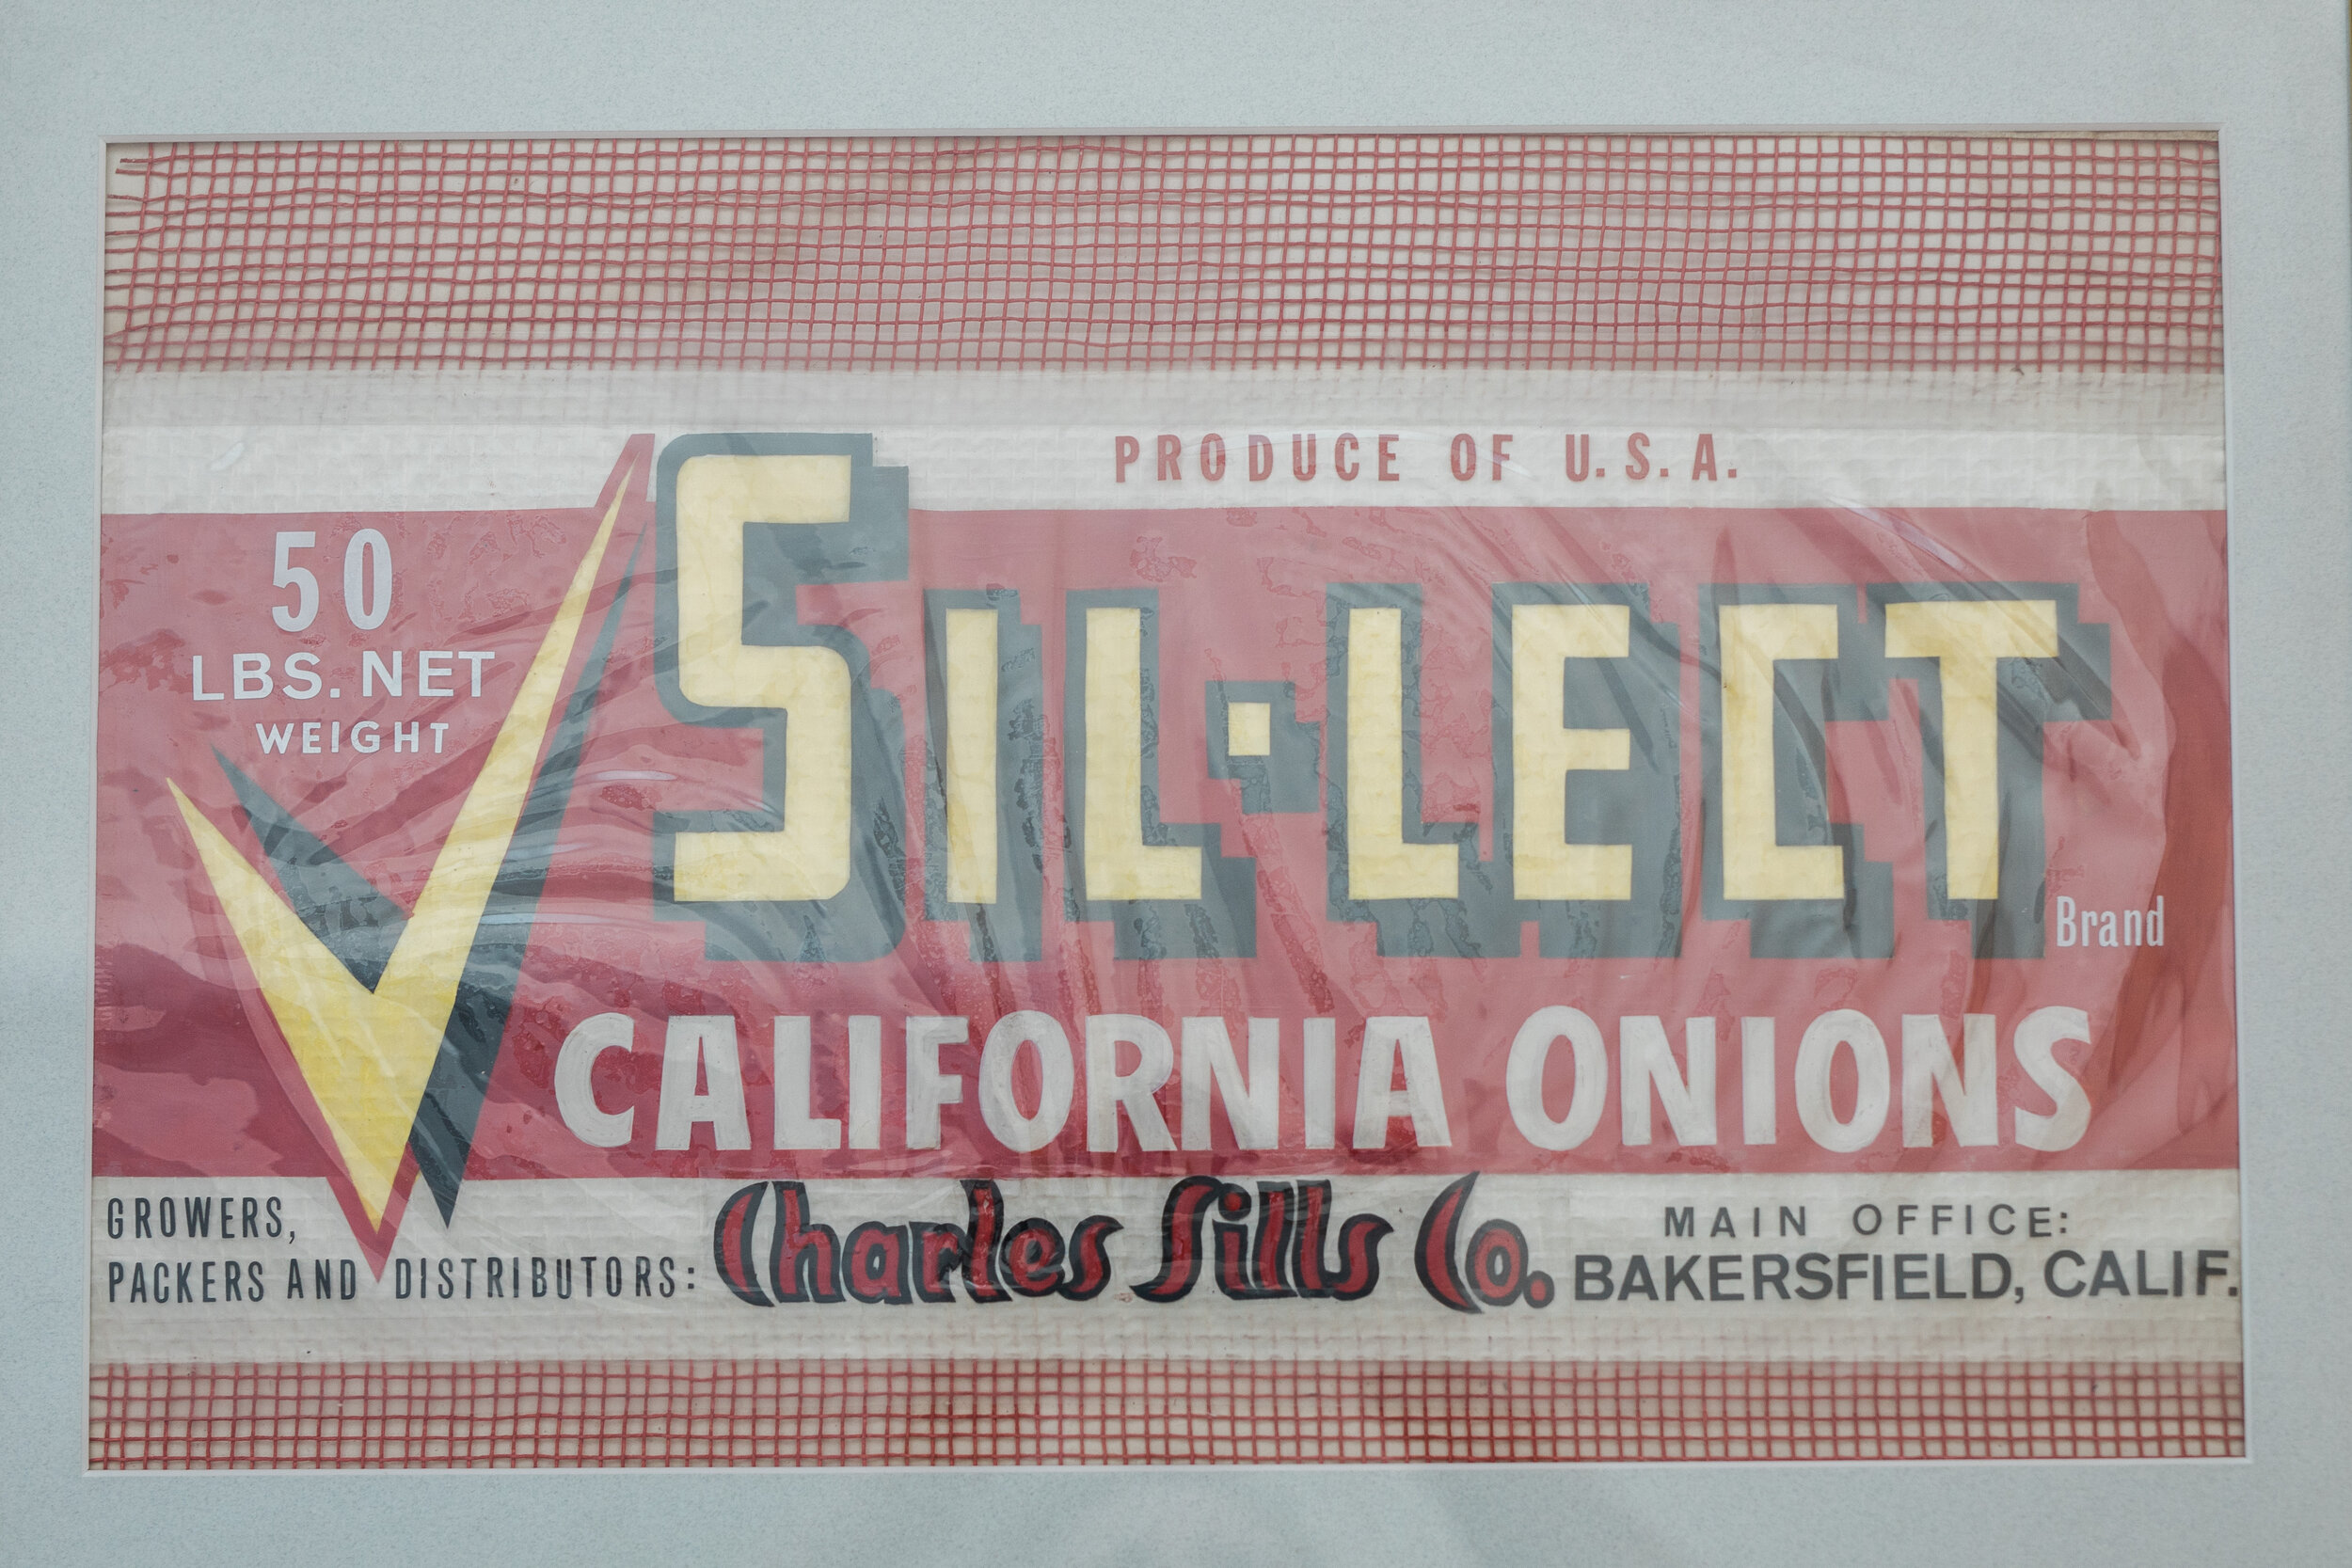 PRODUCE OF U.S.A.
50
LBS. NET
WEIGHT
SIL·LECT
Brand
CALIFORNIA ONIONS
GROWERS,
PACKERS AND DISTRIBUTORS:
Charles Sills Co.
MAIN OFFICE:
BAKERSFIELD, CALIF.